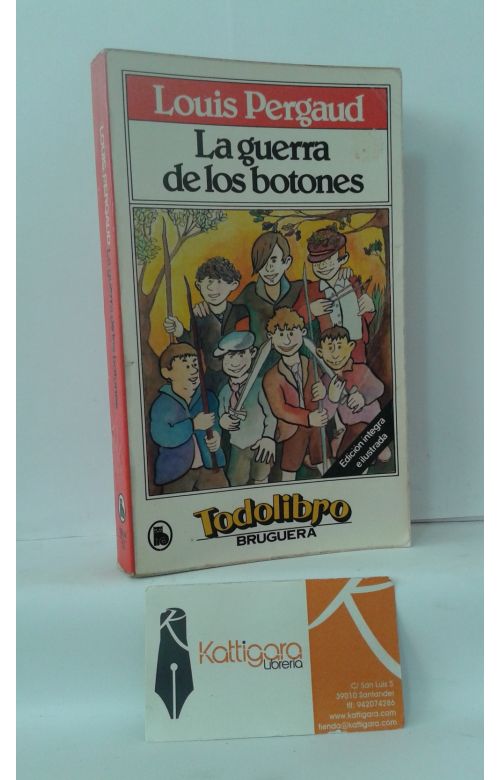 Louis Pergaud
La guerra
de los botones
Edición íntegra
e ilustrada
Todolibro
BRUGUERA
LOUIS PERGAUD La guerra de los botones
Kattigara
Librería
C/ San Luis 5
39010 Santander
tlf: 942074286
www.kattigara.com
tienda@kattigara.com